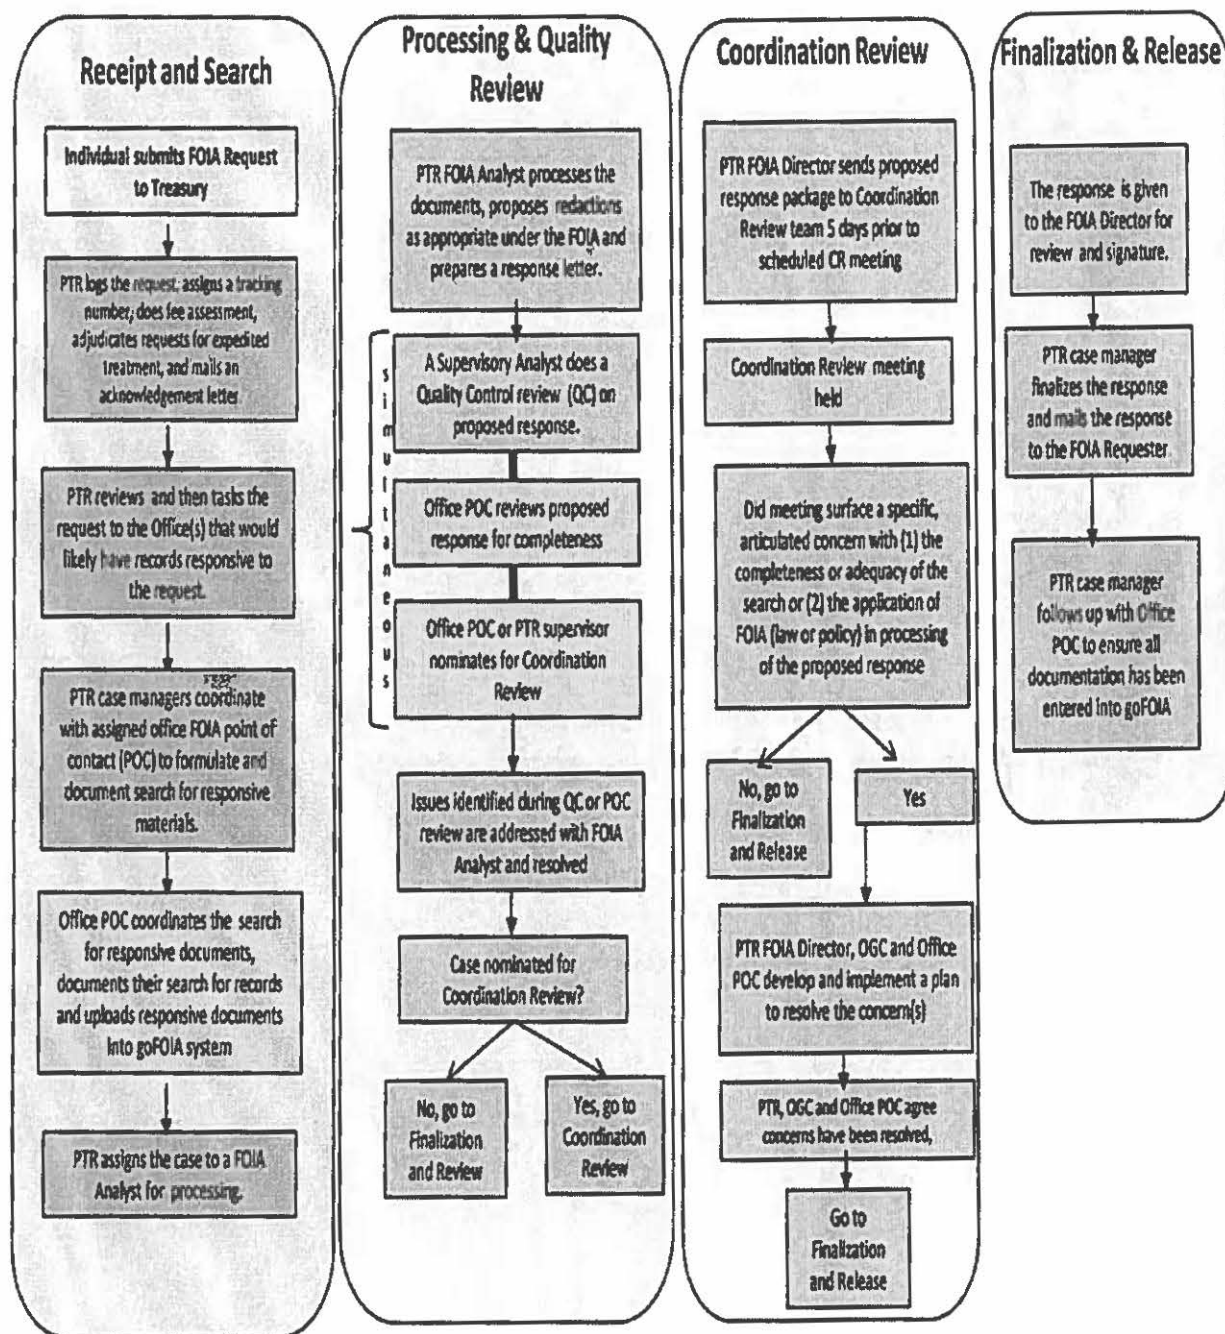 Receipt and Search
Individual submits FOIA Request
to Treasury
PTR logs the request, assigns a tracking
number, does fee assessment,
adjudicates requests for expedited
treatment, and mails an
acknowledgement letter.
PTR reviews and then tasks the
request to the Office(s) that would
likely have records responsive to
the request.
PTR case managers coordinate
with assigned office FOIA point of
contact (POC) to formulate and
document search for responsive
materials.
Office POC coordinates the search
for responsive documents,
documents their search for records
and uploads responsive documents
into goFOIA system
PTR assigns the case to a FOIA
Analyst for processing.
Processing & Quality
Review
PTR FOIA Analyst processes the
documents, proposes redactions
as appropriate under the FOIA and
prepares a response letter.
simultaneous
A Supervisory Analyst does a
Quality Control review (QC) on
proposed response.
Office POC reviews proposed
response for completeness
Office POC or PTR supervisor
nominates for Coordination
Review
Issues identified during QC or POC
review are addressed with FOIA
Analyst and resolved
Case nominated for
Coordination Review?
No, go to
Finalization
and Review
Yes, go to
Coordination
Review
Coordination Review
PTR FOIA Director sends proposed
response package to Coordination
Review team 5 days prior to
scheduled CR meeting
Coordination Review meeting
held
Did meeting surface a specific,
articulated concern with (1) the
completeness or adequacy of the
search or (2) the application of
FOIA (law or policy) in processing
of the proposed response
No, go to
Finalization
and Release
Yes
PTR FOIA Director, OGC and Office
POC develop and implement a plan
to resolve the concern(s)
PTR, OGC and Office POC agree
concerns have been resolved,
Go to
Finalization
and Release
Finalization & Release
The response is given
to the FOIA Director for
review and signature.
PTR case manager
finalizes the response
and mails the response
to the FOIA Requester
PTR case manager
follows up with Office
POC to ensure all
documentation has been
entered into goFOIA